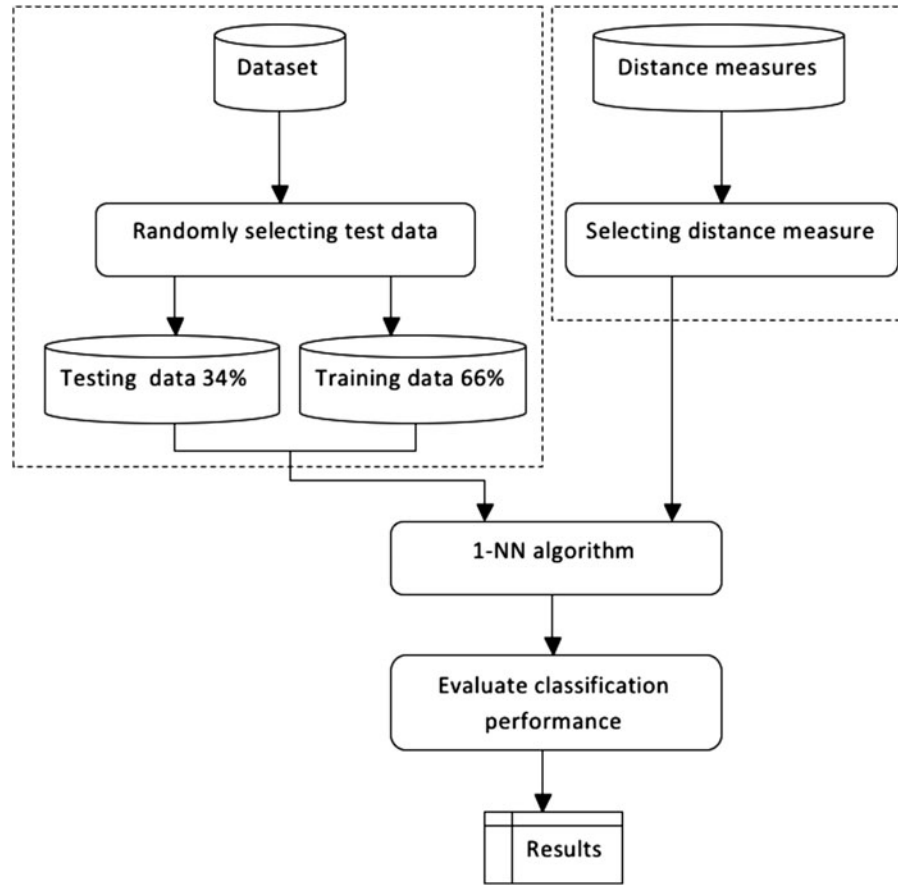 Dataset
Distance measures
Randomly selecting test data
Selecting distance measure
Testing data 34%
Training data 66%
1-NN algorithm
Evaluate classification
performance
Results